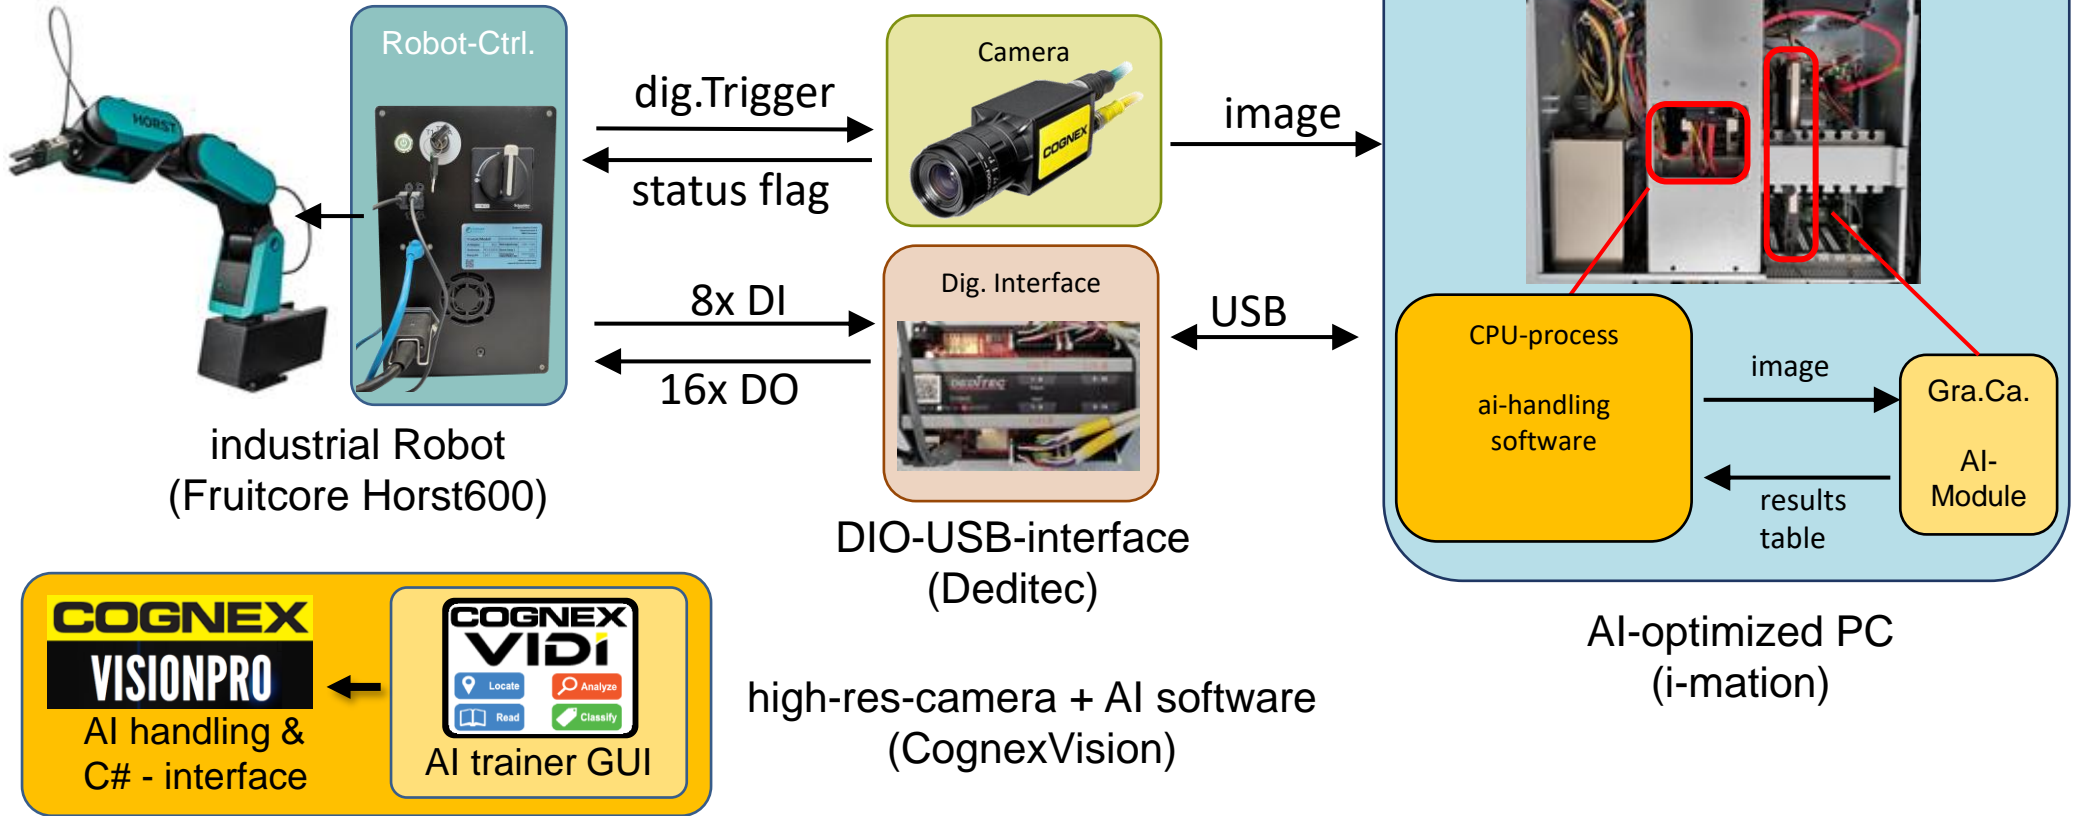 Robot-Ctrl.
HORST
dig.Trigger
status flag
Camera
COGNEX
image
8x DI
16x DO
Dig. Interface
DEDITEC
USB
CPU-process
ai-handling
software
image
results
table
Gra.Ca.
AI-
Module
industrial Robot
(Fruitcore Horst600)
DIO-USB-interface
(Deditec)
AI-optimized PC
(i-mation)
COGNEX
VISIONPRO
AI handling &
C# - interface
COGNEX
VIDI
Locate
Analyze
Read
Classify
AI trainer GUI
high-res-camera + AI software
(CognexVision)